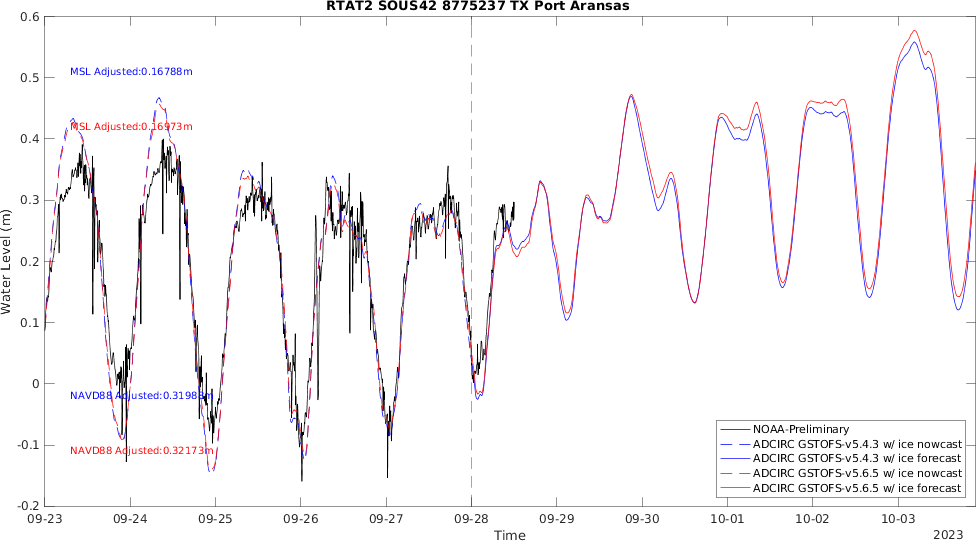 RTAT2 SOUS42 8775237 TX Port Aransas
0.6
0.5
0.4
0.3
0.2
0.1
0
-0.1
-0.2
Water Level (m)
MSL Adjusted:0.16788m
MSL Adjusted:0.16973m
NAVD88 Adjusted:0.31988m
NAVD88 Adjusted:0.32173m
NOAA-Preliminary
ADCIRC GSTOFS-v5.4.3 w/ ice nowcast
ADCIRC GSTOFS-v5.4.3 w/ ice forecast
ADCIRC GSTOFS-v5.6.5 w/ ice nowcast
ADCIRC GSTOFS-v5.6.5 w/ ice forecast
09-23 09-24 09-25 09-26 09-27 09-28 09-29 09-30 10-01 10-02 10-03
Time
2023